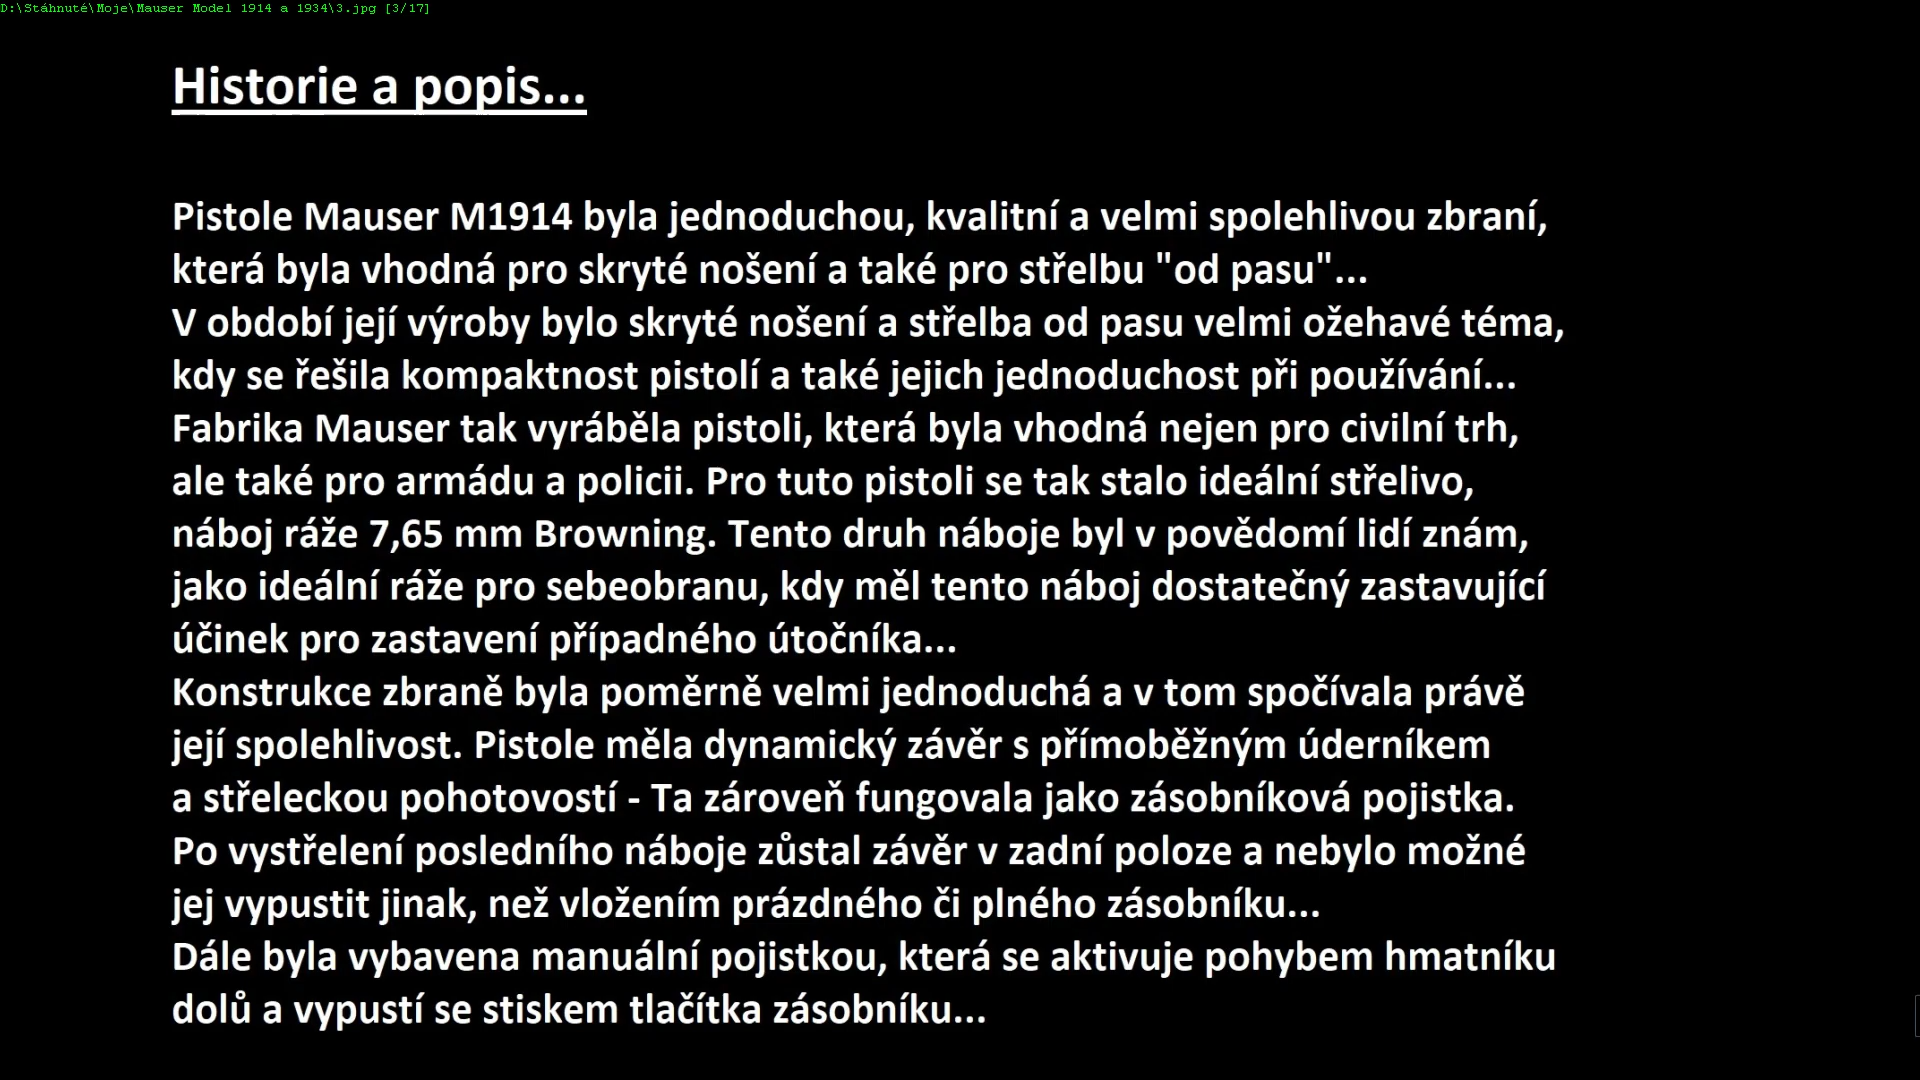 D:\Stáhnuté\Moje\Mauser Model 1914 a 1934\3.jpg [3/17]
Historie a popis...
Pistole Mauser M1914 byla jednoduchou, kvalitní a velmi spolehlivou zbraní,
která byla vhodná pro skryté nošení a také pro střelbu "od pasu"...
V období její výroby bylo skryté nošení a střelba od pasu velmi ožehavé téma,
kdy se řešila kompaktnost pistolí a také jejich jednoduchost při používání...
Fabrika Mauser tak vyráběla pistoli, která byla vhodná nejen pro civilní trh,
ale také pro armádu a policii. Pro tuto pistoli se tak stalo ideální střelivo,
náboj ráže 7,65 mm Browning. Tento druh náboje byl v povědomí lidí znám,
jako ideální ráže pro sebeobranu, kdy měl tento náboj dostatečný zastavující
účinek pro zastavení případného útočníka...
Konstrukce zbraně byla poměrně velmi jednoduchá a v tom spočívala právě
její spolehlivost. Pistole měla dynamický závěr s přímoběžným úderníkem
a střeleckou pohotovostí - Ta zároveň fungovala jako zásobníková pojistka.
Po vystřelení posledního náboje zůstal závěr v zadní poloze a nebylo možné
jej vypustit jinak, než vložením prázdného či plného zásobníku...
Dále byla vybavena manuální pojistkou, která se aktivuje pohybem hmatníku
dolů a vypustí se stiskem tlačítka zásobníku...